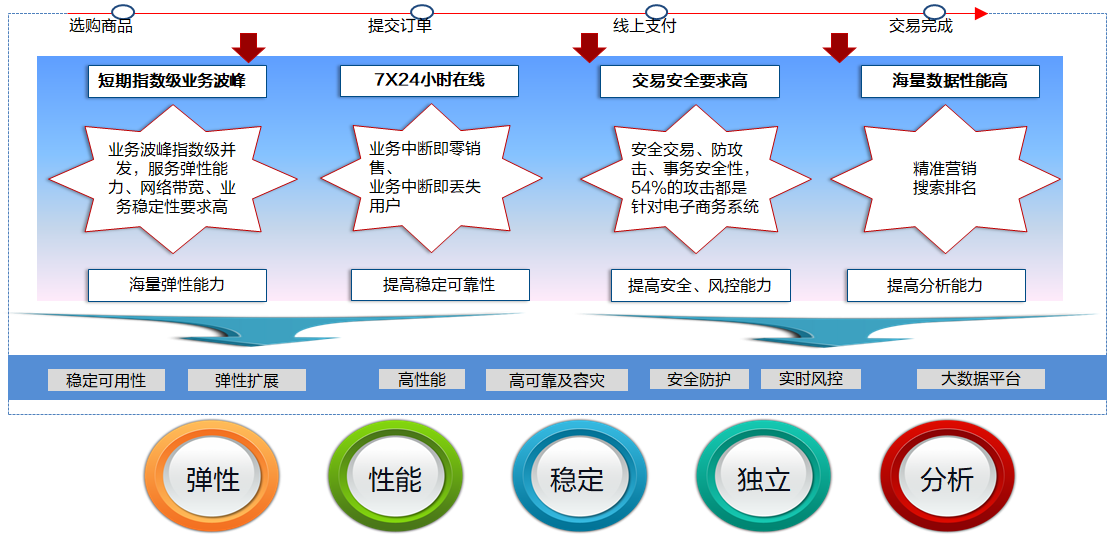 选购商品
提交订单
线上支付
交易完成
短期指数级业务波峰
7X24小时在线
交易安全要求高
海量数据性能高
业务波峰指数级并
发，服务弹性能
力、网络带宽、业
务稳定性要求高
业务中断即零销
售、
业务中断即丢失
用户
安全交易、防攻
击、事务安全性，
54%的攻击都是
针对电子商务系统
精准营销
搜索排名
海量弹性能力
提高稳定可靠性
提高安全、风控能力
提高分析能力
稳定可用性
弹性扩展
高性能
高可靠及容灾
安全防护
实时风控
大数据平台
弹性
性能
稳定
独立
分析